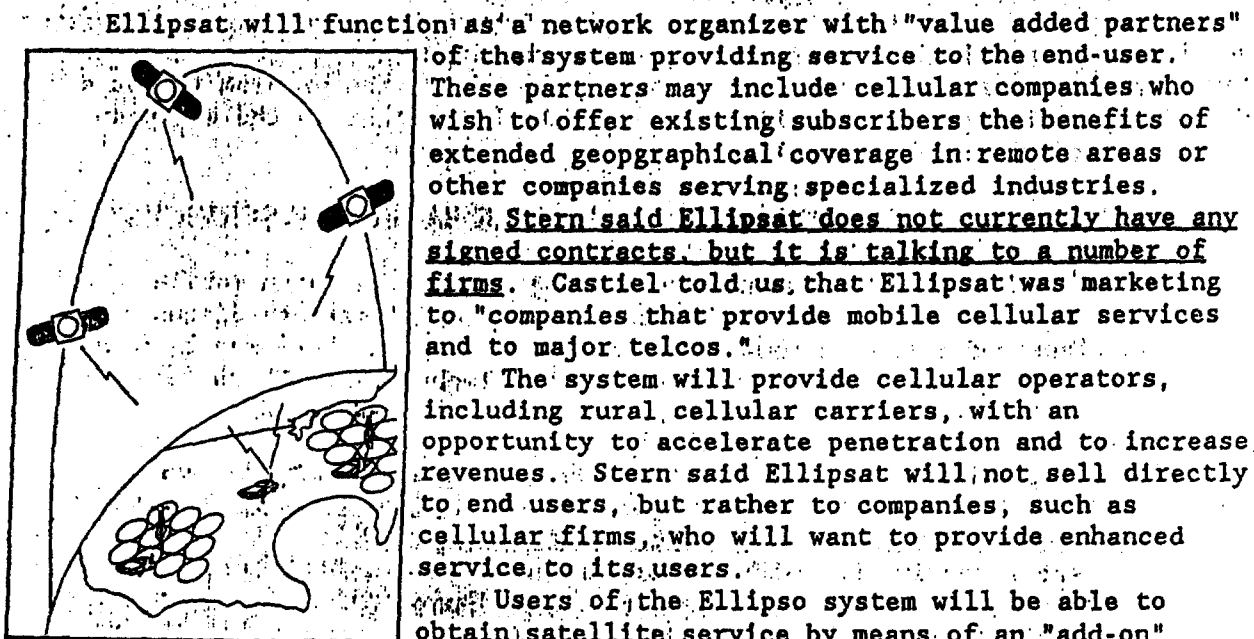 Ellipsat will function as a network organizer with "value added partners"
of the system providing service to the end-user.
These partners may include cellular companies who
wish to offer existing subscribers the benefits of
extended geopgraphical coverage in remote areas or
other companies serving specialized industries.
Stern said Ellipsat does not currently have any
signed contracts, but it is talking to a number of
firms. Castiel told us that Ellipsat was marketing
to "companies that provide mobile cellular services
and to major telcos."
The system will provide cellular operators,
including rural cellular carriers, with an
opportunity to accelerate penetration and to increase
revenues. Stern said Ellipsat will not sell directly
to end users, but rather to companies, such as
cellular firms, who will want to provide enhanced
service to its users.
Users of the Ellipso system will be able to
obtain satellite service by means of an "add-on"